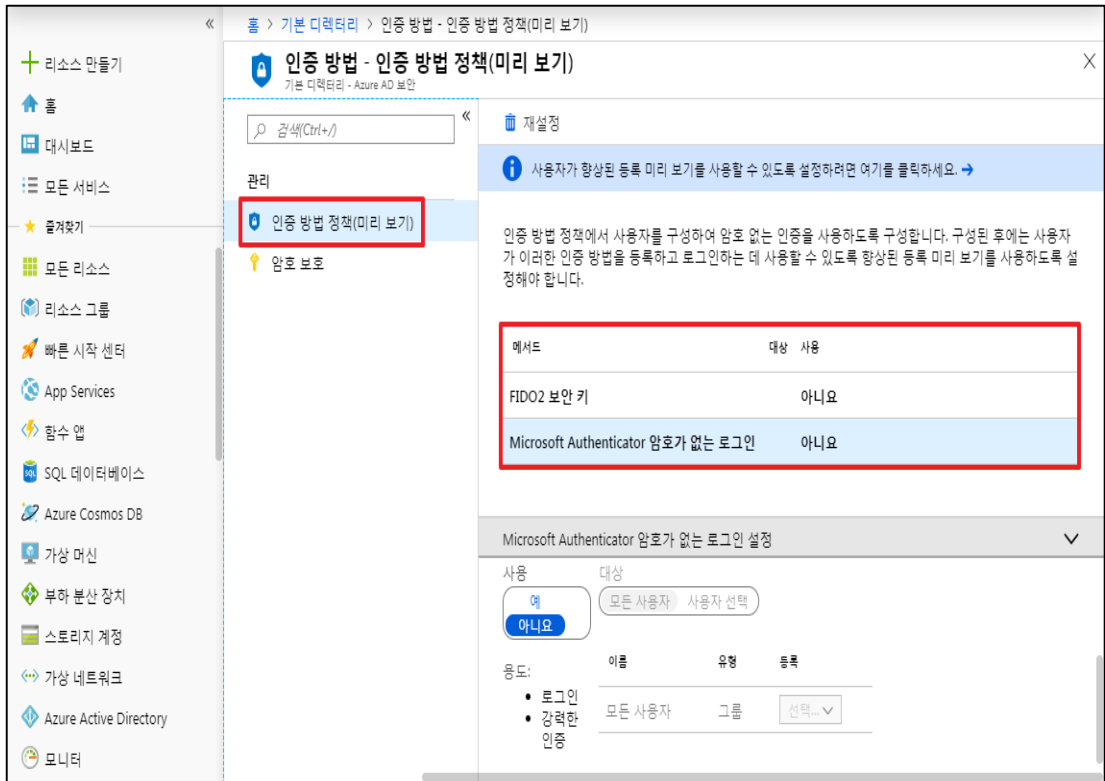 «
홈 > 기본 디렉터리 > 인증 방법 - 인증 방법 정책(미리 보기)
리소스 만들기
홈
대시보드
모든 서비스
즐겨찾기
모든 리소스
리소스 그룹
빠른 시작 센터
App Services
함수 앱
SQL 데이터베이스
Azure Cosmos DB
가상 머신
부하 분산 장치
스토리지 계정
가상 네트워크
Azure Active Directory
모니터
인증 방법 - 인증 방법 정책(미리 보기)
기본 디렉터리 - Azure AD 보안
검색(Ctrl+/)
«
관리
인증 방법 정책(미리 보기)
암호 보호
재설정
사용자가 향상된 등록 미리 보기를 사용할 수 있도록 설정하려면 여기를 클릭하세요. →
인증 방법 정책에서 사용자를 구성하여 암호 없는 인증을 사용하도록 구성합니다. 구성된 후에는 사용자
가 이러한 인증 방법을 등록하고 로그인하는 데 사용할 수 있도록 향상된 등록 미리 보기를 사용하도록 설
정해야 합니다.
메서드 대상 사용
FIDO2 보안 키 아니요
Microsoft Authenticator 암호가 없는 로그인 아니요
Microsoft Authenticator 암호가 없는 로그인 설정
사용 대상
예 모든 사용자 사용자 선택
아니요
용도:
• 로그인
• 강력한
인증
이름 유형 등록
모든 사용자 그룹 선택...
SQL